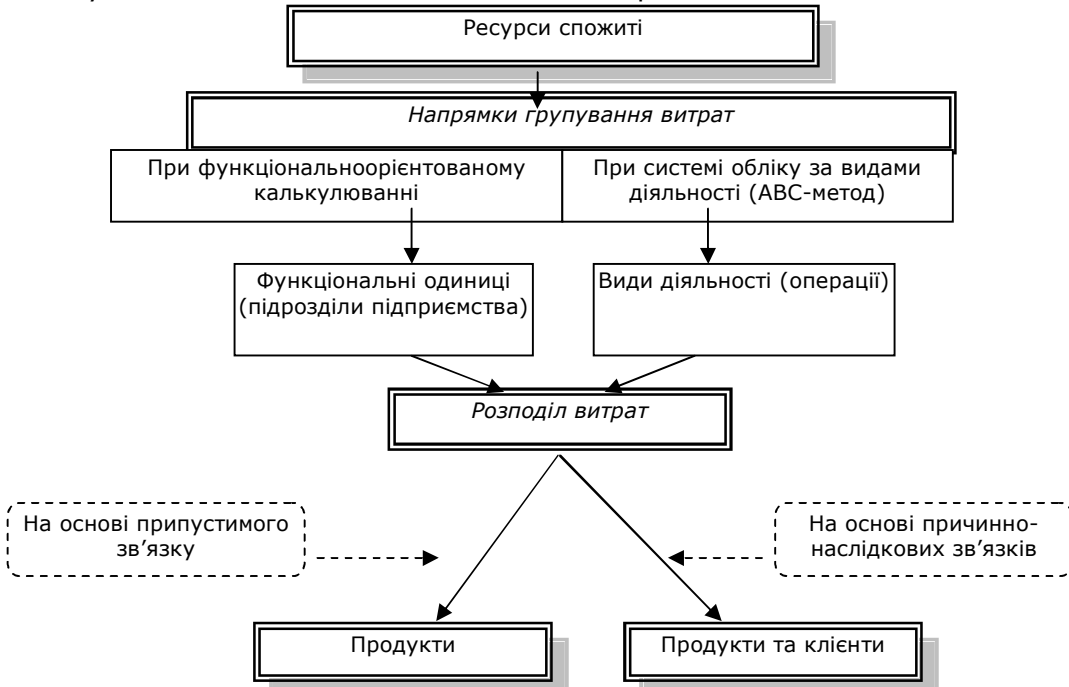 Ресурси спожиті
Напрямки групування витрат
При функціональноорієнтованому
калькулюванні
При системі обліку за видами
діяльності (АВС-метод)
Функціональні одиниці
(підрозділи підприємства)
Види діяльності (операції)
Розподіл витрат
На основі припустимого
зв’язку
На основі причинно-
наслідкових зв’язків
Продукти
Продукти та клієнти